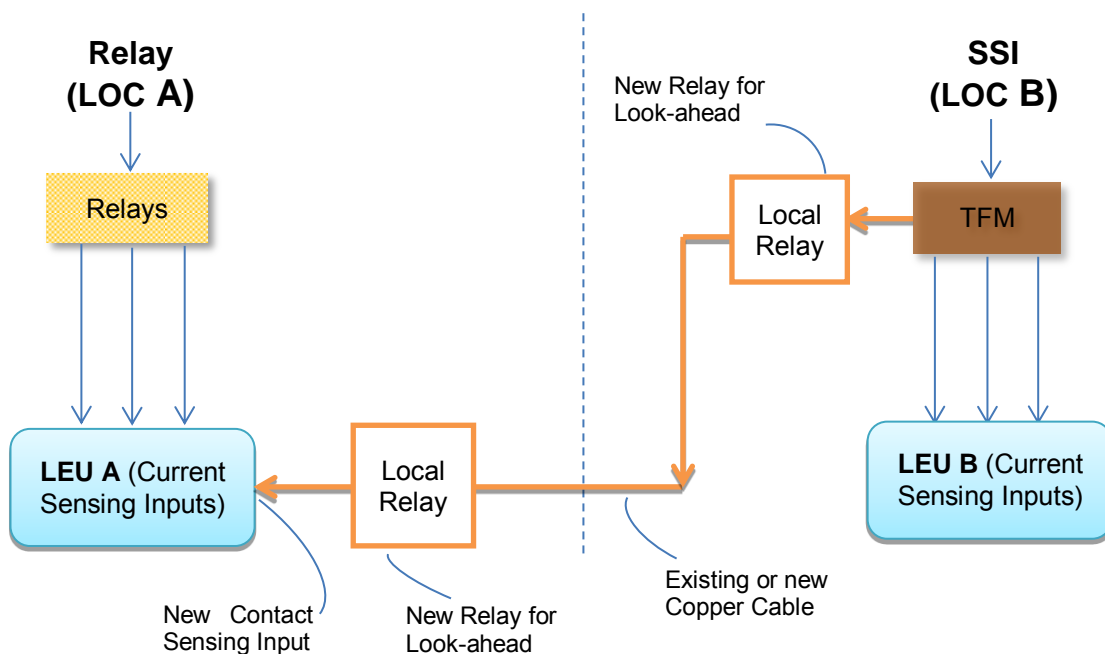 Relay
(LOC A)
SSI
(LOC B)
New Relay for
Look-ahead
Relays
Local
Relay
TFM
LEU A (Current
Sensing Inputs)
Local
Relay
LEU B (Current
Sensing Inputs)
New Contact
Sensing Input
New Relay for
Look-ahead
Existing or new
Copper Cable